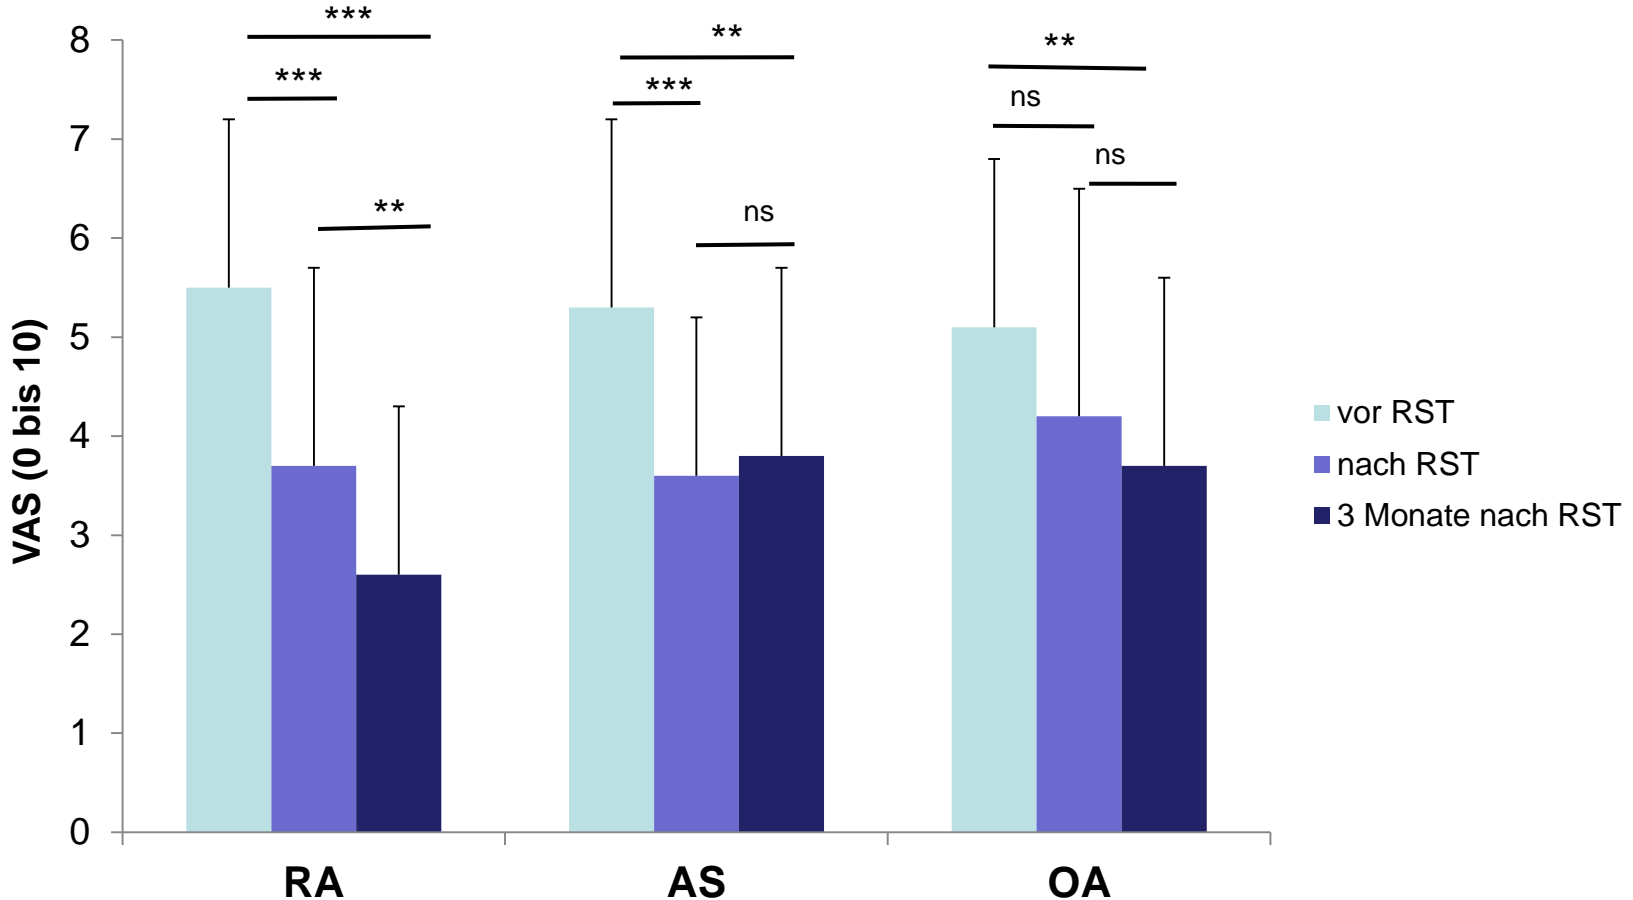 ***
**
**
***
***
ns
ns
**
ns
8
7
6
5
4
3
2
1
0
VAS (0 bis 10)
RA
AS
OA
vor RST
nach RST
3 Monate nach RST